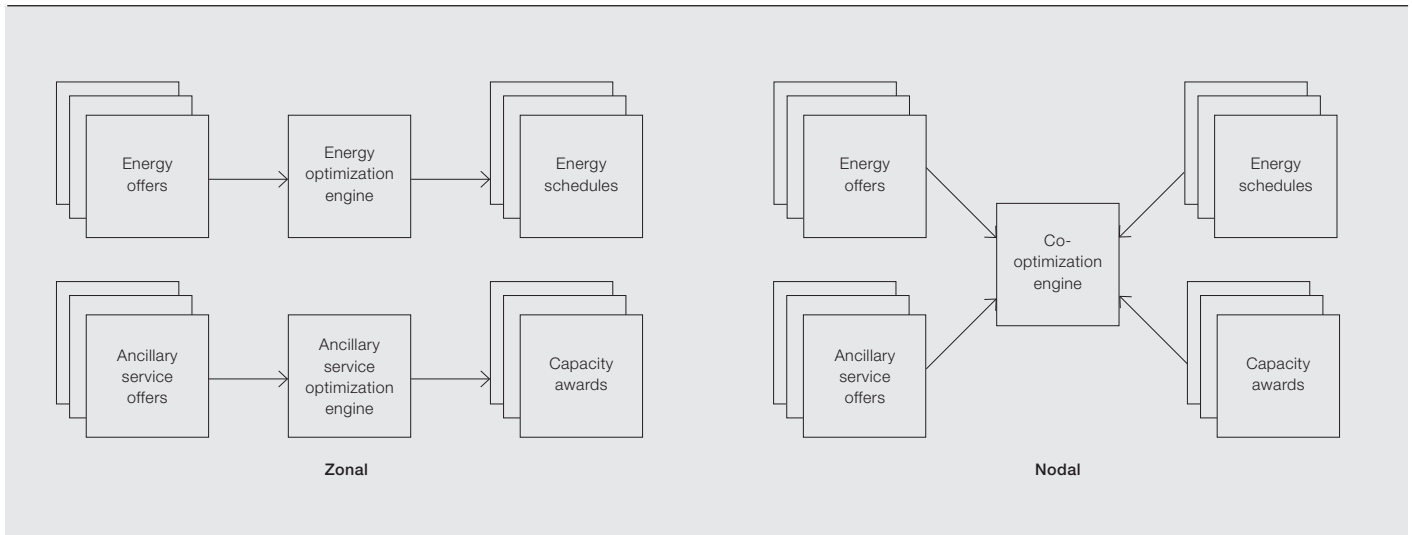 Energy
offers
Energy
optimization
engine
Energy
schedules
Ancillary
service
offers
Ancillary
service
optimization
engine
Capacity
awards
Zonal
Energy
offers
Energy
schedules
Co-
optimization
engine
Ancillary
service
offers
Capacity
awards
Nodal